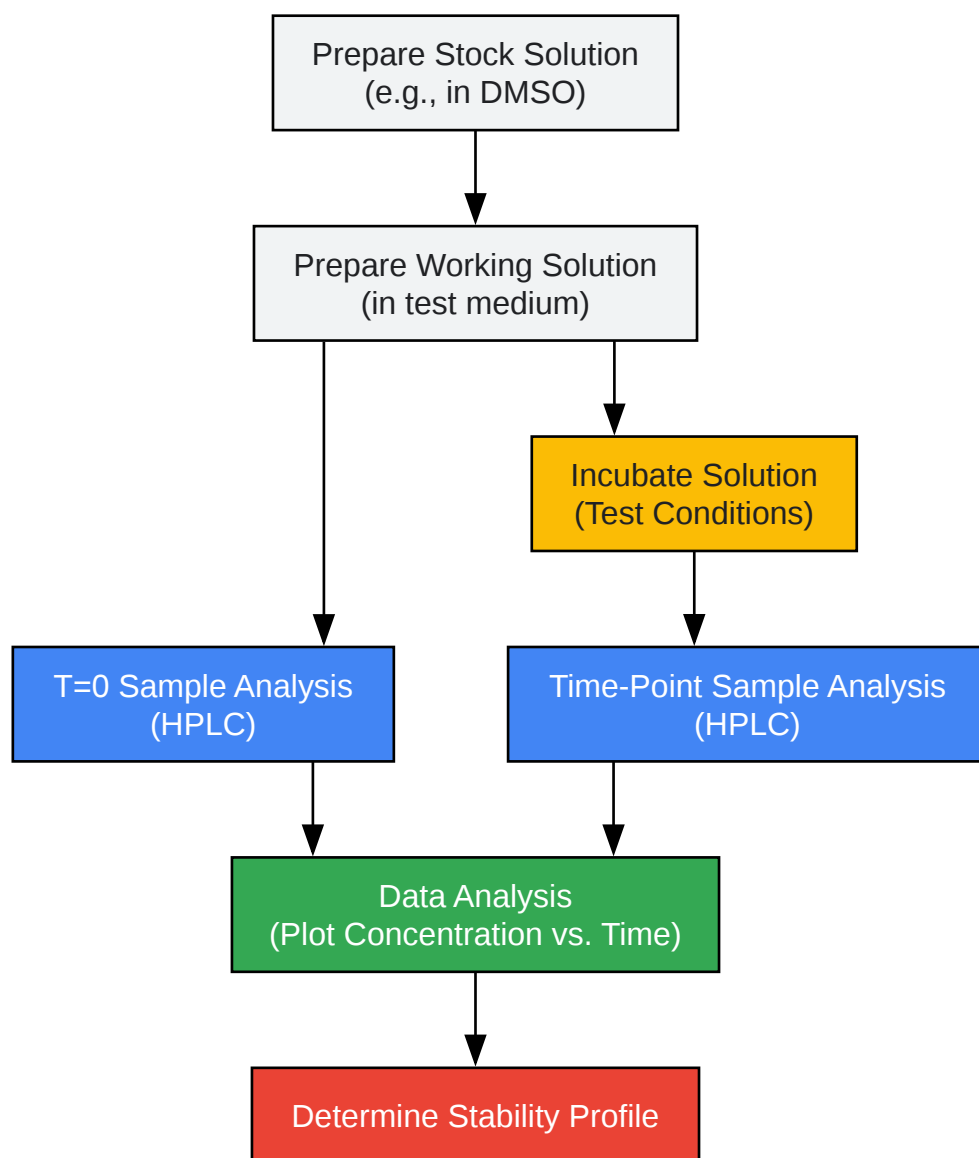 Prepare Stock Solution
(e.g., in DMSO)
Prepare Working Solution
(in test medium)
Incubate Solution
(Test Conditions)
T=0 Sample Analysis
(HPLC)
Time-Point Sample Analysis
(HPLC)
Data Analysis
(Plot Concentration vs. Time)
Determine Stability Profile